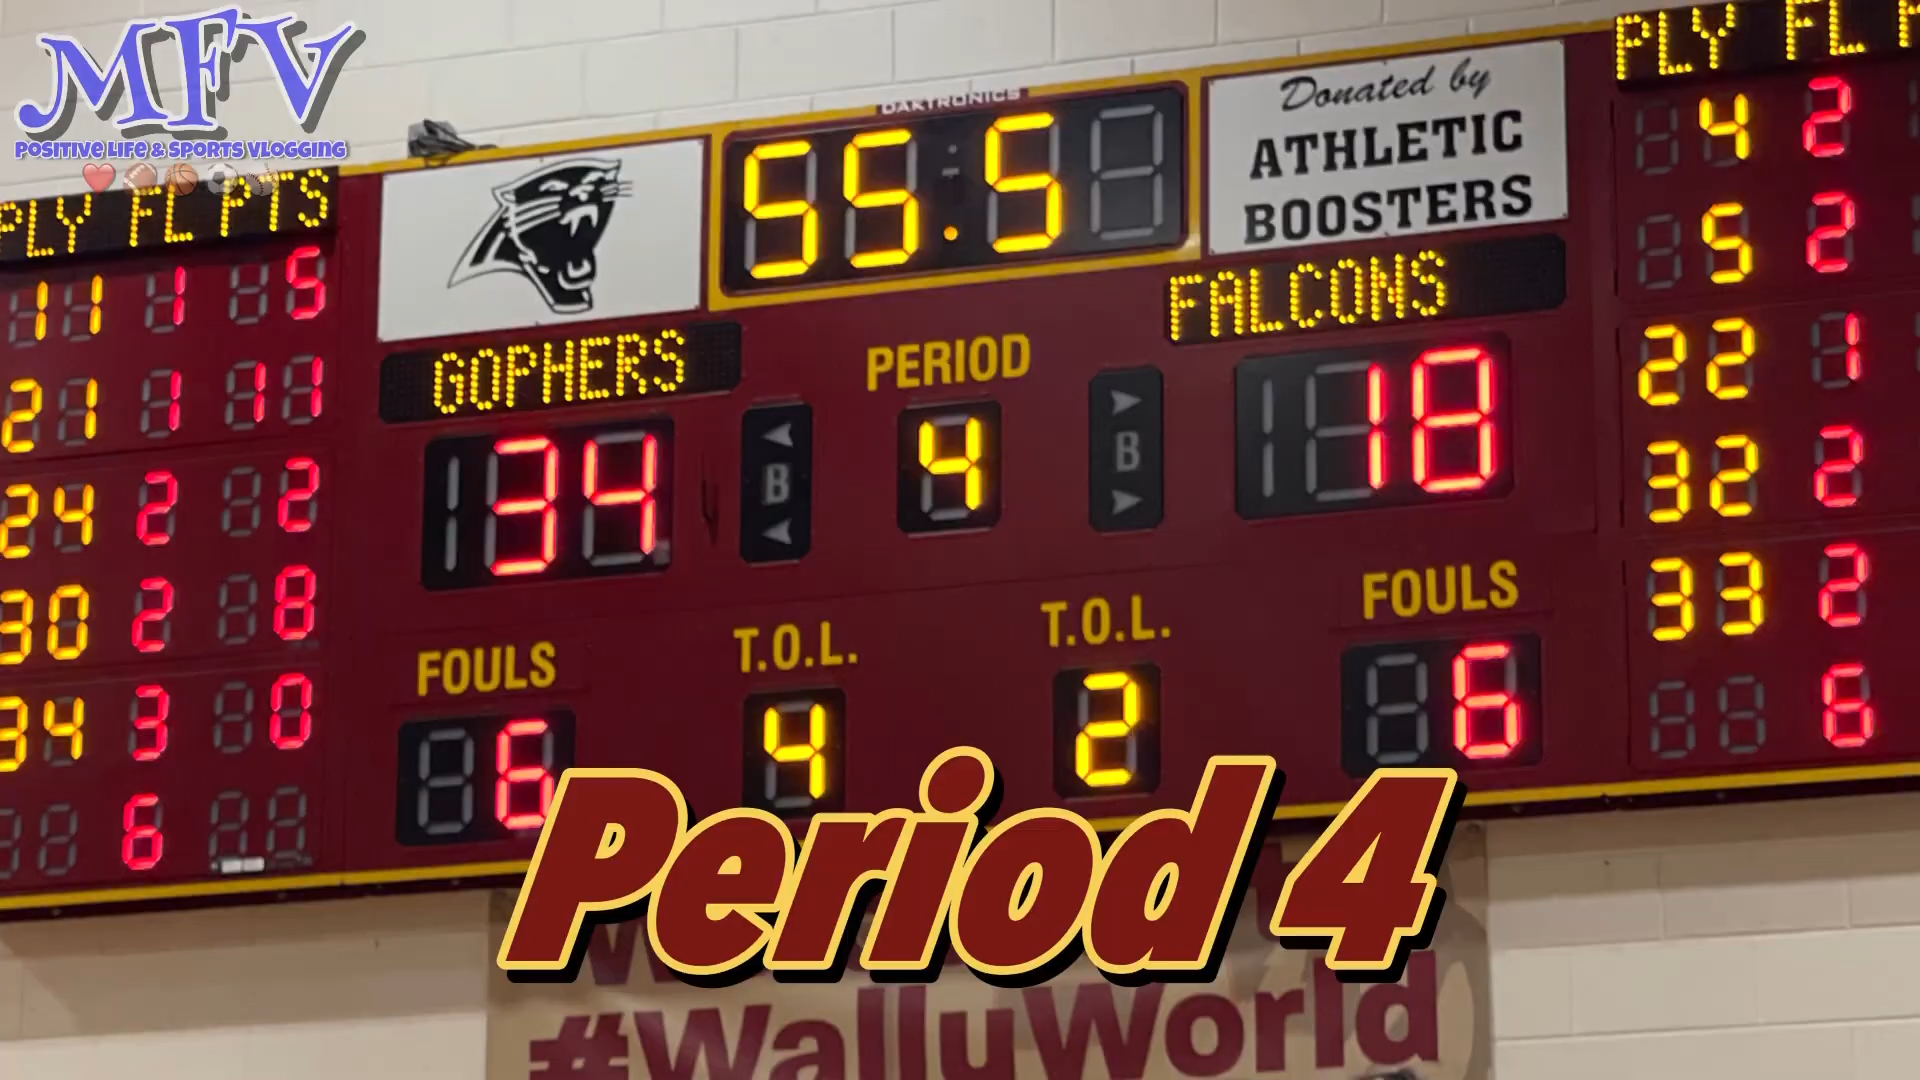 MFV
POSITIVE LIFE & SPORTS VLOGGING
DAKTRONICS
55.5
Donated by
ATHLETIC
BOOSTERS
PLY FL PTS
11 1 5
21 1 11
24 2 2
30 2 8
34 3 0
6
GOPHERS
34
PERIOD
4
FALCONS
18
B
B
FOULS
6
T.O.L.
4
T.O.L.
2
FOULS
6
PLY FL
4 2
5 2
22 1
32 2
33 2
6
Period 4
#WalluWorld